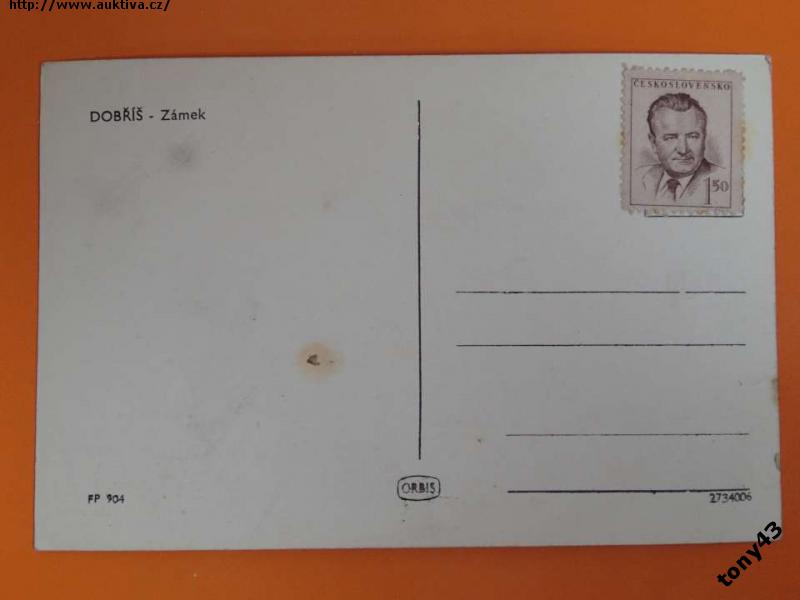 http://www.auktiva.cz/
DOBŘÍŠ - Zámek
ČESKOSLOVENSKO
1 50
FP 904
ORBIS
2734006
tony43